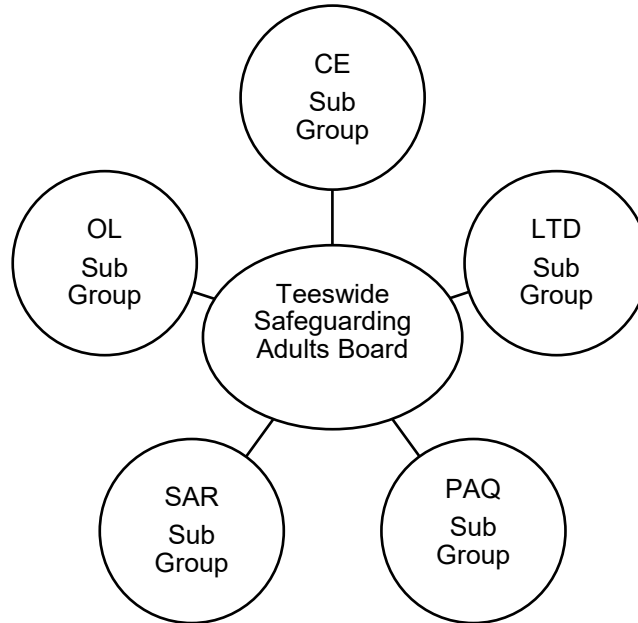 CE
Sub
Group
OL
Sub
Group
LTD
Sub
Group
Teeswide
Safeguarding
Adults Board
SAR
Sub
Group
PAQ
Sub
Group